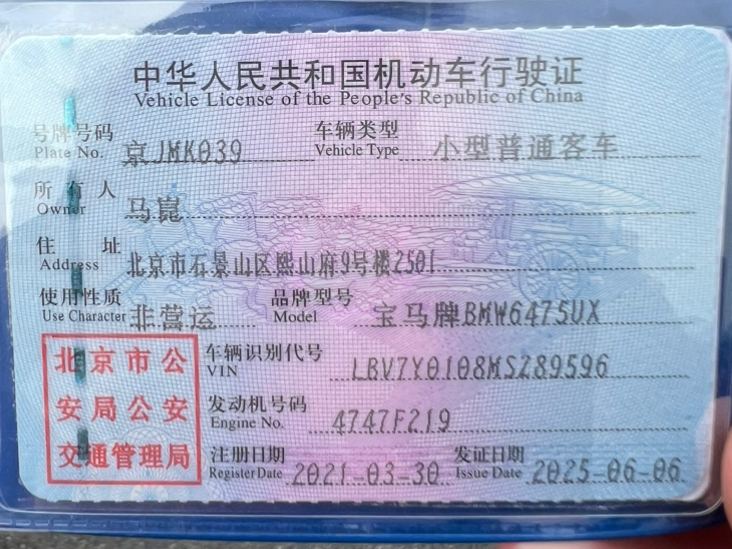 中华人民共和国机动车行驶证
Vehicle License of the People's Republic of China
号牌号码 京JMK039 车辆类型 小型普通客车
Plate No. Vehicle Type
所有人 马崑
Owner
住址 北京市石景山区熙山府9号楼2501
Address
使用性质 非营运 品牌型号 宝马牌BMW6475UX
Use Character Model
北京市公安局公安交通管理局
车辆识别代号 LBV7Y0108MSZ89596
VIN
发动机号码 4747F219
Engine No.
注册日期 2021-03-30 发证日期 2025-06-06
Register Date Issue Date